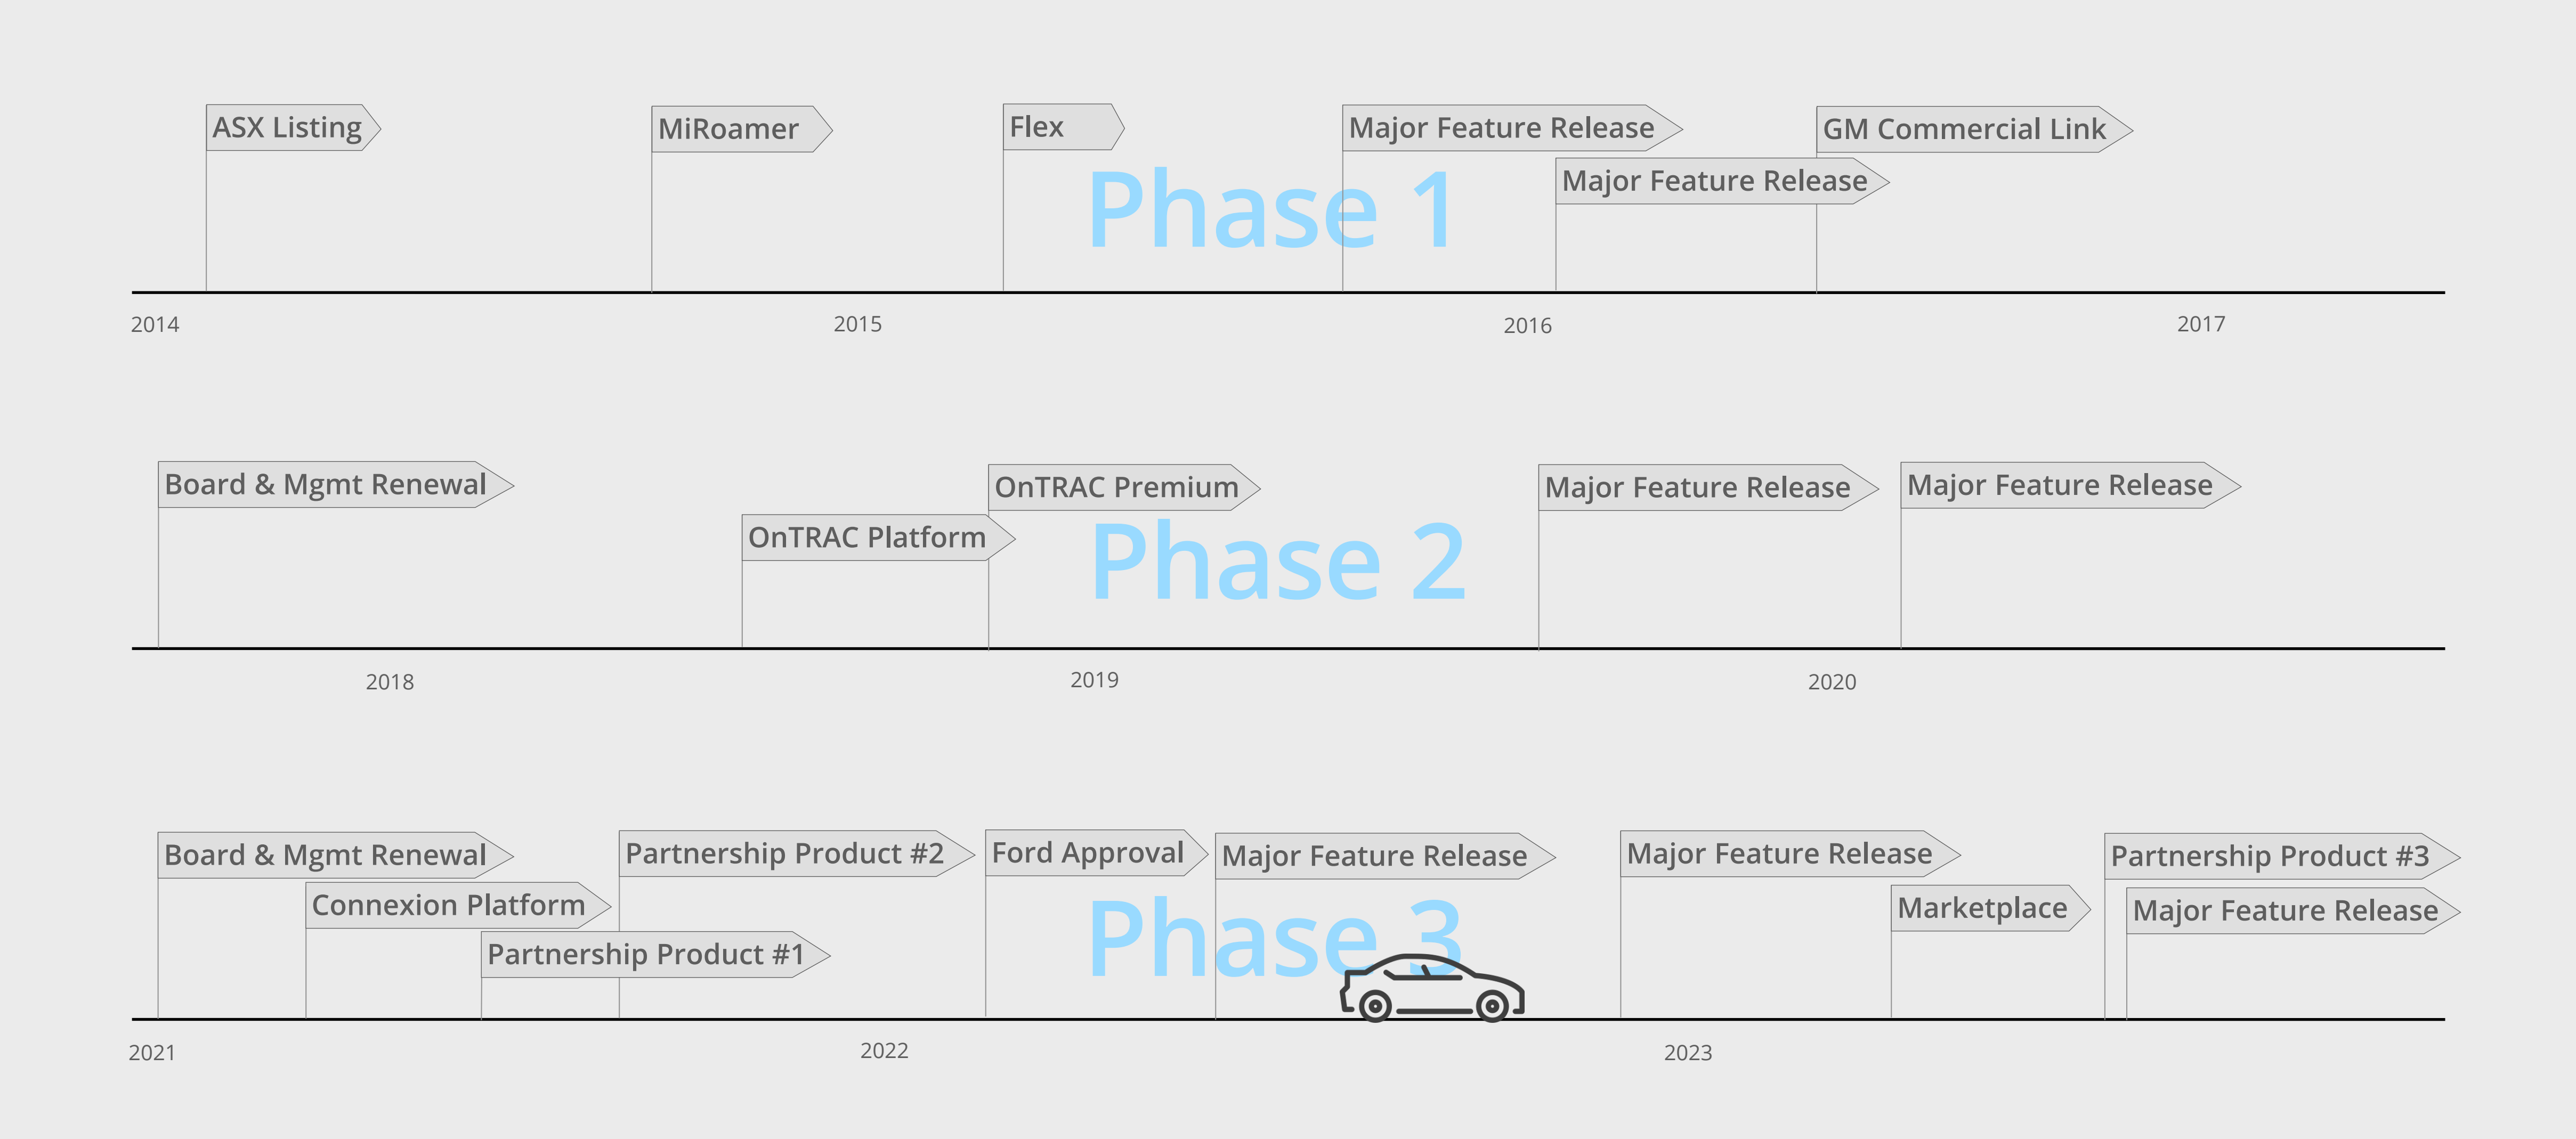 ASX Listing
MiRoamer
Flex
Major Feature Release
GM Commercial Link
Major Feature Release
Phase 1
2014
2015
2016
2017
Board & Mgmt Renewal
OnTRAC Premium
Major Feature Release
Major Feature Release
OnTRAC Platform
Phase 2
2018
2019
2020
Board & Mgmt Renewal
Partnership Product #2
Ford Approval
Major Feature Release
Major Feature Release
Partnership Product #3
Connexion Platform
Marketplace
Major Feature Release
Partnership Product #1
Phase 3
2021
2022
2023